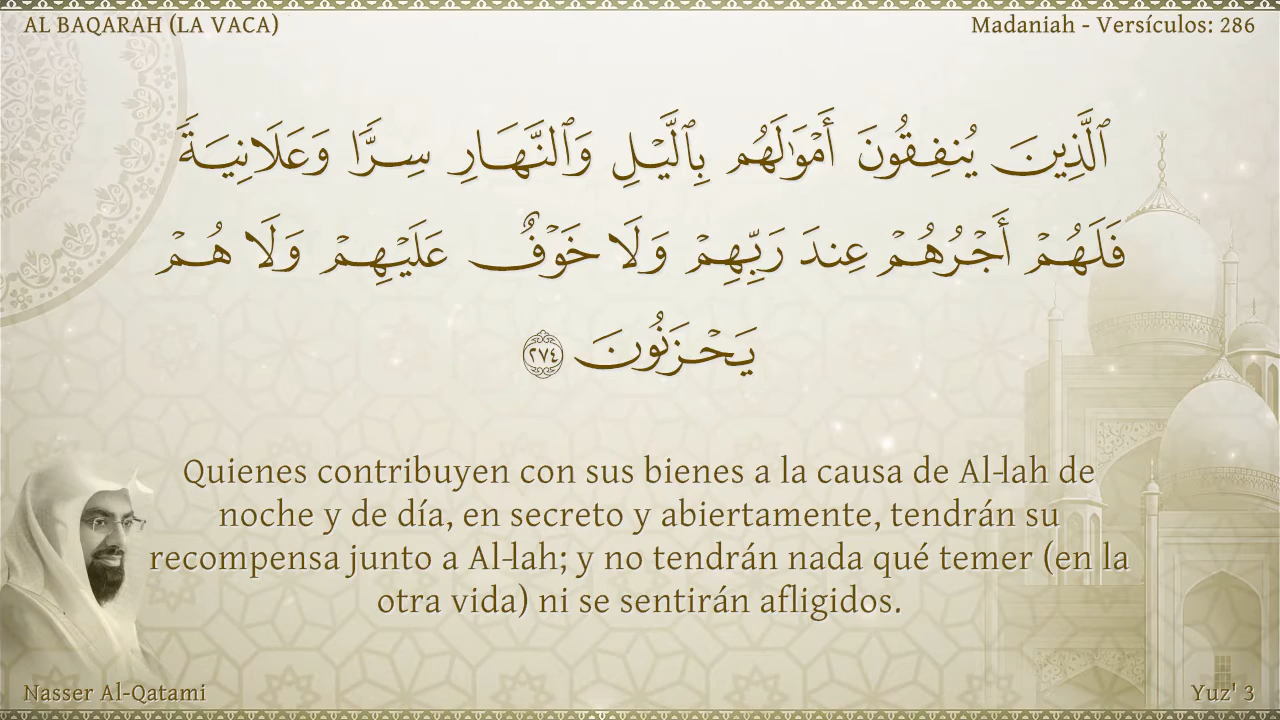 AL BAQARAH (LA VACA)
Madaniah - Versículos: 286
ٱلَّذِينَ يُنفِقُونَ أَمْوَٰلَهُم بِٱلَّيْلِ وَٱلنَّهَارِ سِرًّا وَعَلَانِيَةً
فَلَهُمْ أَجْرُهُمْ عِندَ رَبِّهِمْ وَلَا خَوْفٌ عَلَيْهِمْ وَلَا هُمْ
يَحْزَنُونَ ٢٧٤
Quienes contribuyen con sus bienes a la causa de Al-lah de
noche y de día, en secreto y abiertamente, tendrán su
recompensa junto a Al-lah; y no tendrán nada qué temer (en la
otra vida) ni se sentirán afligidos.
Nasser Al-Qatami
Yuz' 3